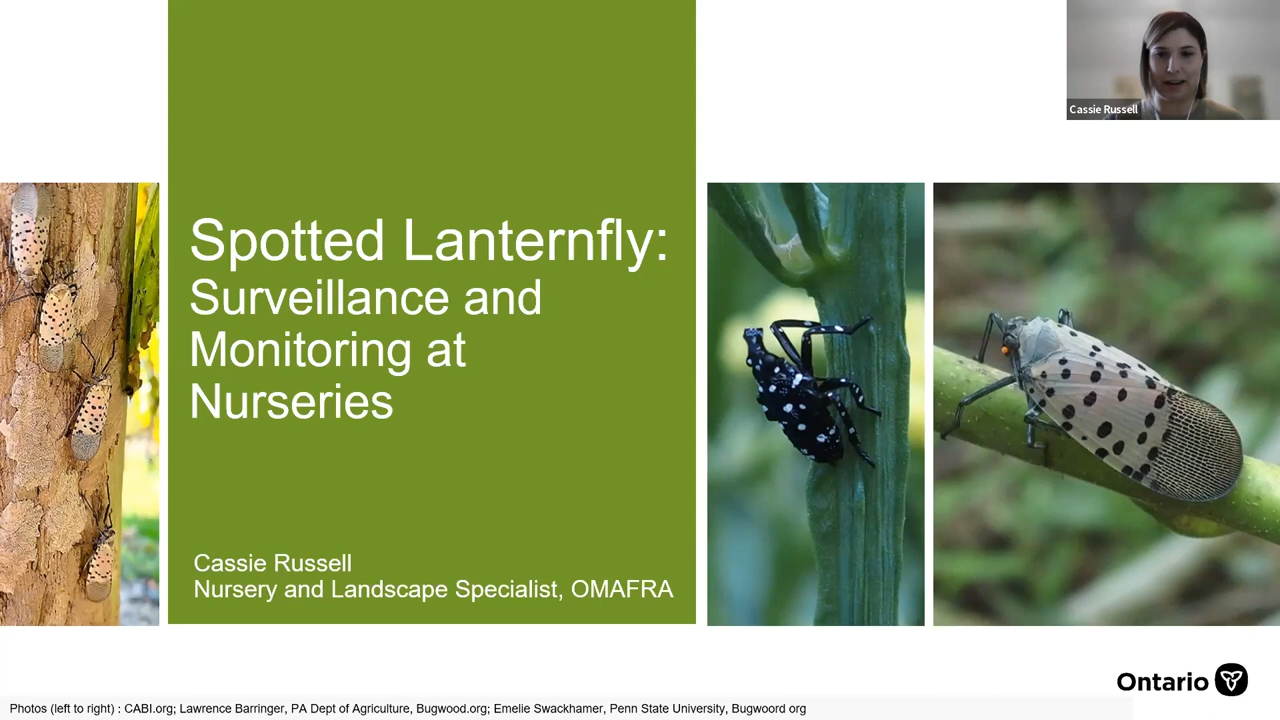 Cassie Russell
Spotted Lanternfly:
Surveillance and
Monitoring at
Nurseries
Cassie Russell
Nursery and Landscape Specialist, OMAFRA
Ontario
Photos (left to right) : CABI.org; Lawrence Barringer, PA Dept of Agriculture, Bugwood.org; Emelie Swackhamer, Penn State University, Bugwoord org